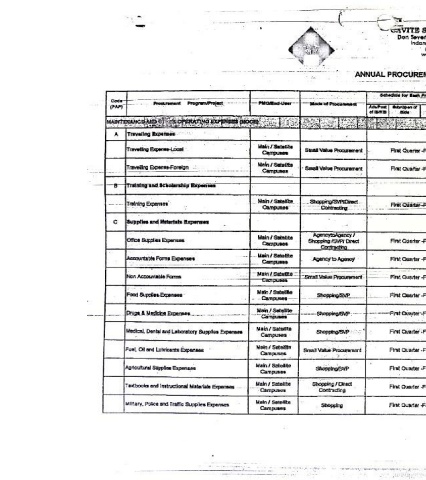 CAVITE S
Don Sever
Indan
ANNUAL PROCUREM
Code (PAP)
Procurement Program/Project
PMO/End-User
Mode of Procurement
Schedule for Each Pr
MAINTENANCE AND OTHER OPERATING EXPENSES (MOOE)
A Travelling Expenses
Travelling Expense-Local Main / Satellite Campuses Small Value Procurement First Quarter -F
Travelling Expense-Foreign Main / Satellite Campuses Small Value Procurement First Quarter -F
B Training and Scholarship Expenses
Training Expenses Main / Satellite Campuses Shopping/SVP/Direct Contracting First Quarter -F
C Supplies and Materials Expenses
Office Supplies Expenses Main / Satellite Campuses Agency to Agency / Shopping /SVP/ Direct Contracting First Quarter -F
Accountable Forms Expenses Main / Satellite Campuses Agency to Agency First Quarter -F
Non Accountable Forms Main / Satellite Campuses Small Value Procurement First Quarter -F
Food Supplies Expenses Main / Satellite Campuses Shopping/SVP First Quarter -F
Drugs & Medicine Expenses Main / Satellite Campuses Shopping/SVP First Quarter -F
Medical, Dental and Laboratory Supplies Expenses Main / Satellite Campuses Shopping/SVP First Quarter -F
Fuel, Oil and Lubricants Expenses Main / Satellite Campuses Small Value Procurement First Quarter -F
Agricultural Supplies Expenses Main / Satellite Campuses Shopping/SVP First Quarter -F
Textbooks and Instructional Materials Expenses Main / Satellite Campuses Shopping / Direct Contracting First Quarter -F
Military, Police and Traffic Supplies Expenses Main / Satellite Campuses Shopping First Quarter -F